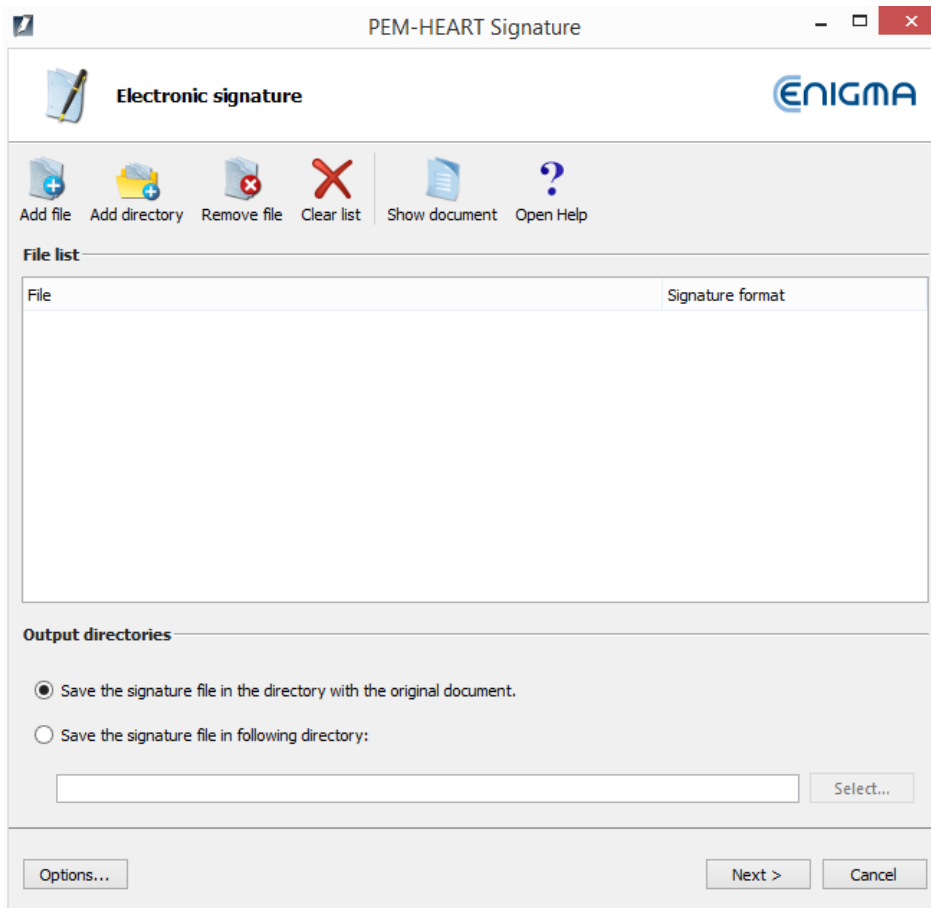 PEM-HEART Signature
Electronic signature
ENIGMA
Add file Add directory Remove file Clear list Show document Open Help
File list
File Signature format
Output directories
Save the signature file in the directory with the original document.
Save the signature file in following directory:
Select...
Options... Next > Cancel